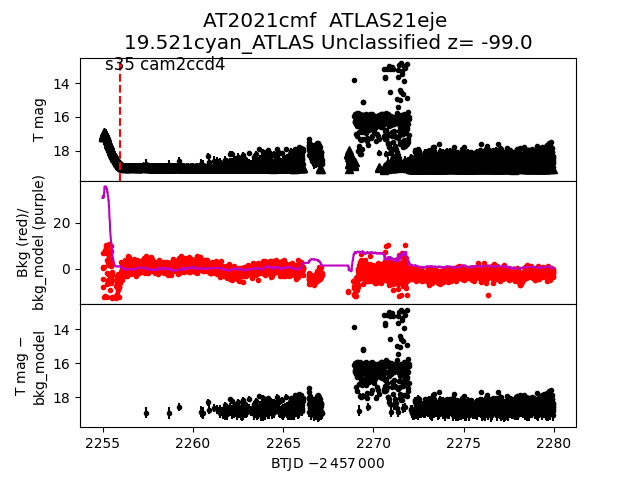 AT2021cmf  ATLAS21eje
19.521cyan_ATLAS Unclassified z= -99.0
s35 cam2ccd4
T mag
14
16
18
Bkg (red)/
bkg_model (purple)
20
0
T mag −
bkg_model
14
16
18
2255 2260 2265 2270 2275 2280
BTJD −2 457 000